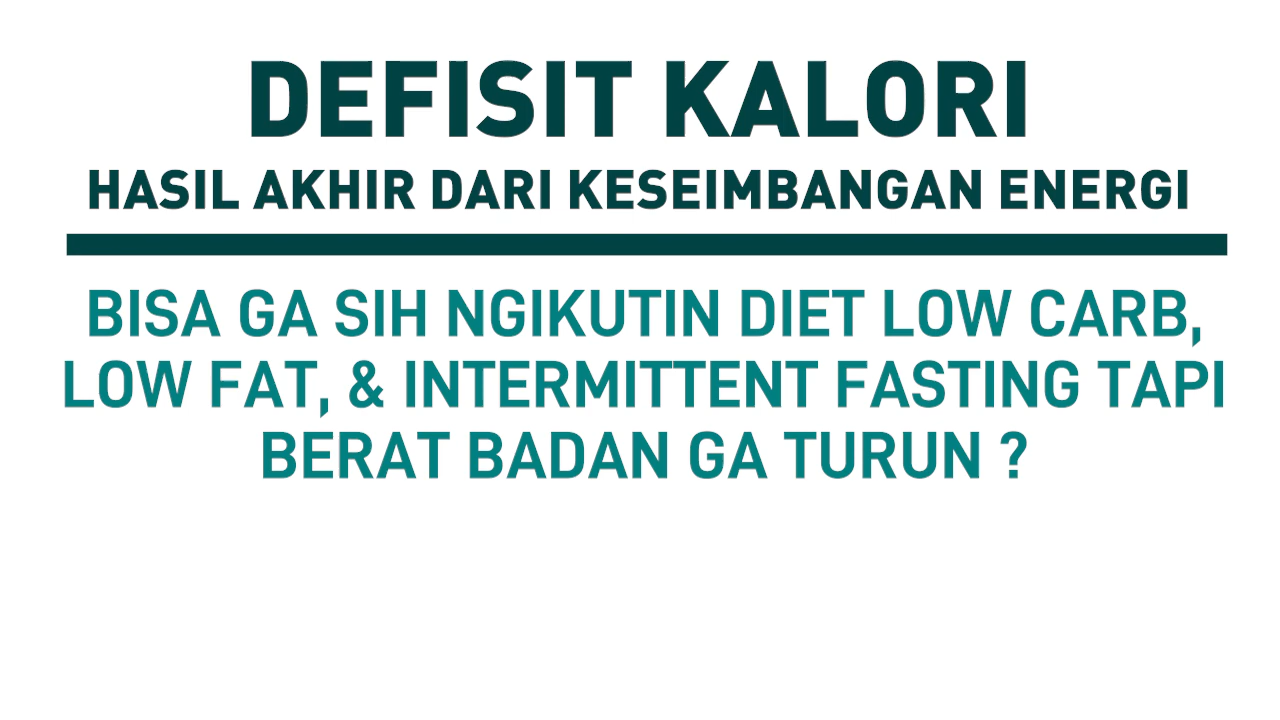 DEFISIT KALORI
HASIL AKHIR DARI KESEIMBANGAN ENERGI
BISA GA SIH NGIKUTIN DIET LOW CARB,
LOW FAT, & INTERMITTENT FASTING TAPI
BERAT BADAN GA TURUN ?